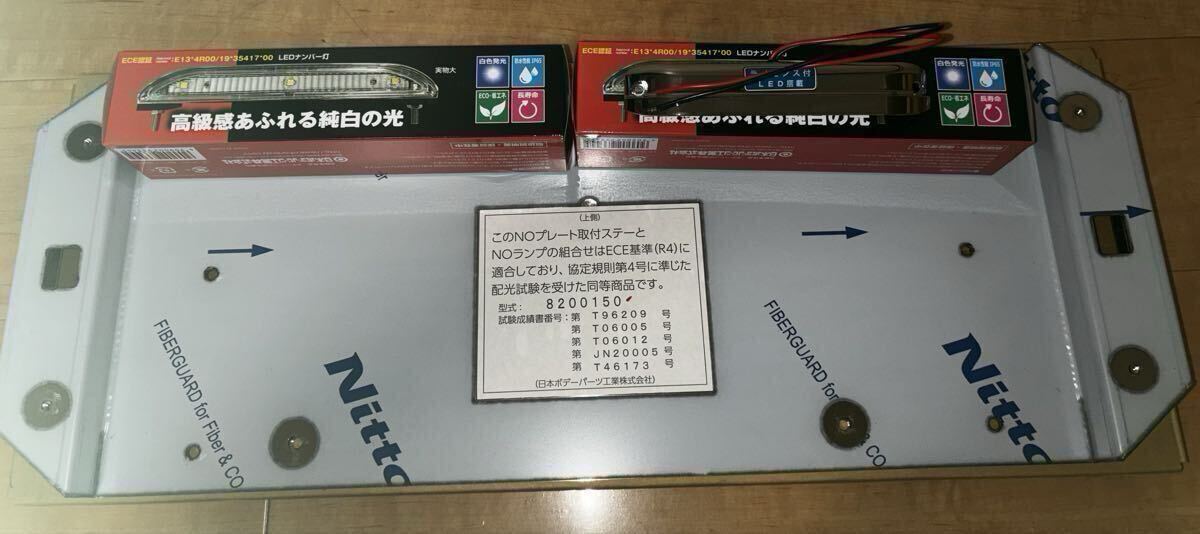 ECE認証 E13*4R00/19*35417*00 LEDナンバー灯
実物大
白色発光
防水性能 IP65
ECO・省エネ
長寿命
高級感あふれる純白の光
ECE認証 E13*4R00/19*35417*00 LEDナンバー灯
LED搭載
白色発光
防水性能 IP65
ECO・省エネ
長寿命
高級感あふれる純白の光
(上側)
このNOプレート取付ステーと
NOランプの組合せはECE基準(R4)に
適合しており、協定規則第4号に準じた
配光試験を受けた同等商品です。
型式: 8200150
試験成績書番号:第 T96209 号
第 T06005 号
第 T06012 号
第 JN20005 号
第 T46173 号
(日本ボデーパーツ工業株式会社)
FIBERGUARD for Fiber & CO
Nitto
FIBERGUARD for Fiber & CO
Nitto
Nitto